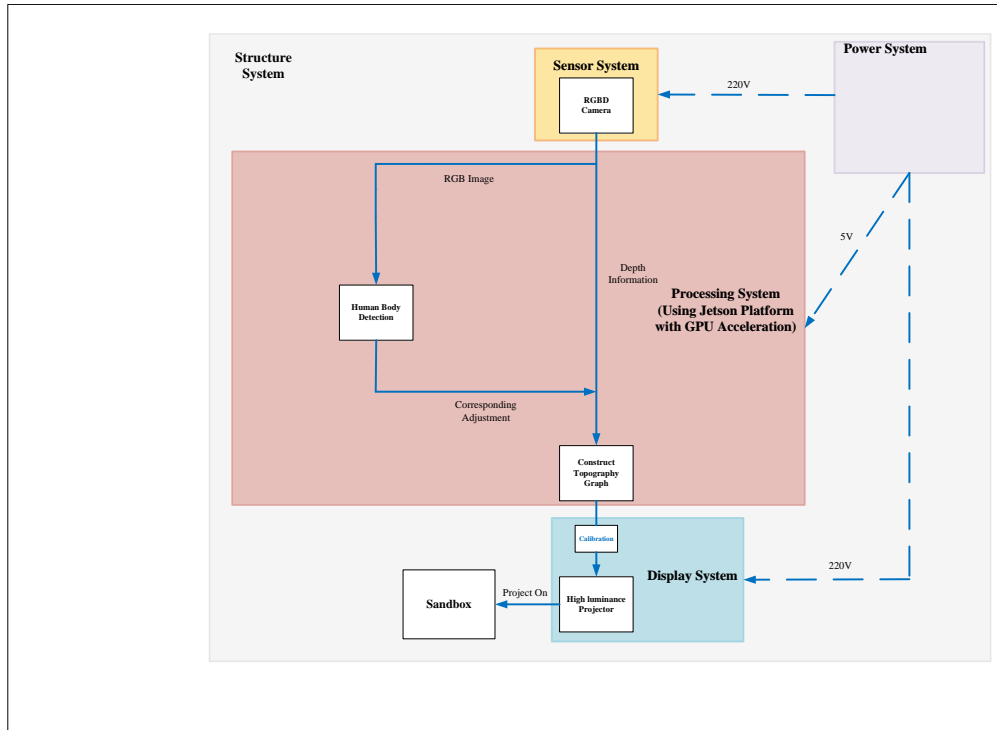 Structure
System
Sensor System
Power System
RGBD
Camera
220V
RGB Image
5V
Depth
Information
Human Body
Detection
Processing System
(Using Jetson Platform
with GPU Acceleration)
Corresponding
Adjustment
Construct
Topography
Graph
Calibration
Display System
220V
Sandbox
Project On
High luminance
Projector